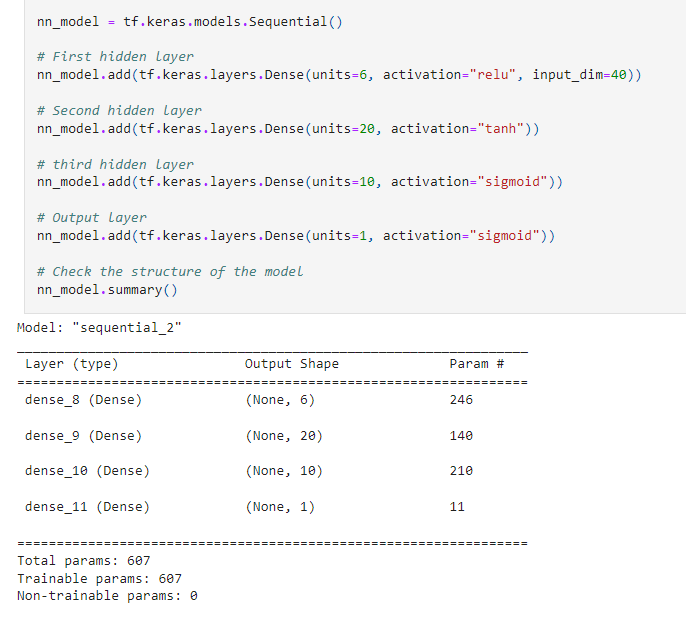 nn_model = tf.keras.models.Sequential()
# First hidden layer
nn_model.add(tf.keras.layers.Dense(units=6, activation="relu", input_dim=40))
# Second hidden layer
nn_model.add(tf.keras.layers.Dense(units=20, activation="tanh"))
# third hidden layer
nn_model.add(tf.keras.layers.Dense(units=10, activation="sigmoid"))
# Output layer
nn_model.add(tf.keras.layers.Dense(units=1, activation="sigmoid"))
# Check the structure of the model
nn_model.summary()
Model: "sequential_2"
_________________________________________________________________
Layer (type) Output Shape Param #
=================================================================
dense_8 (Dense) (None, 6) 246
dense_9 (Dense) (None, 20) 140
dense_10 (Dense) (None, 10) 210
dense_11 (Dense) (None, 1) 11
=================================================================
Total params: 607
Trainable params: 607
Non-trainable params: 0